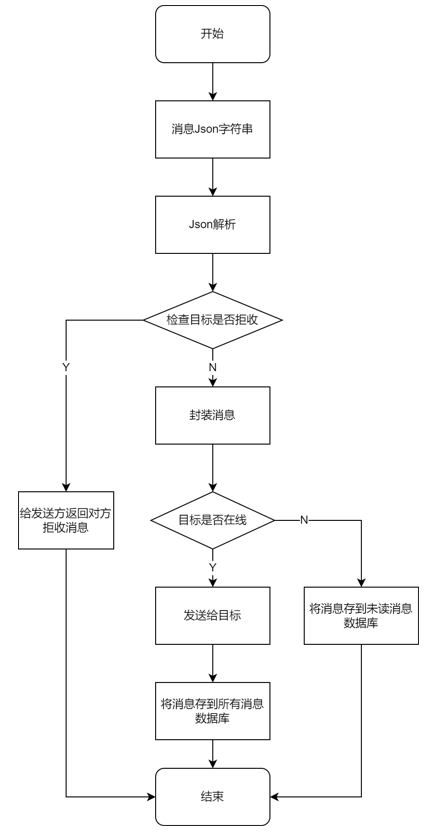 开始
消息Json字符串
Json解析
检查目标是否拒收
Y
N
封装消息
给发送方返回对方
拒收消息
目标是否在线
N
Y
发送给目标
将消息存到未读消息
数据库
将消息存到所有消息
数据库
结束